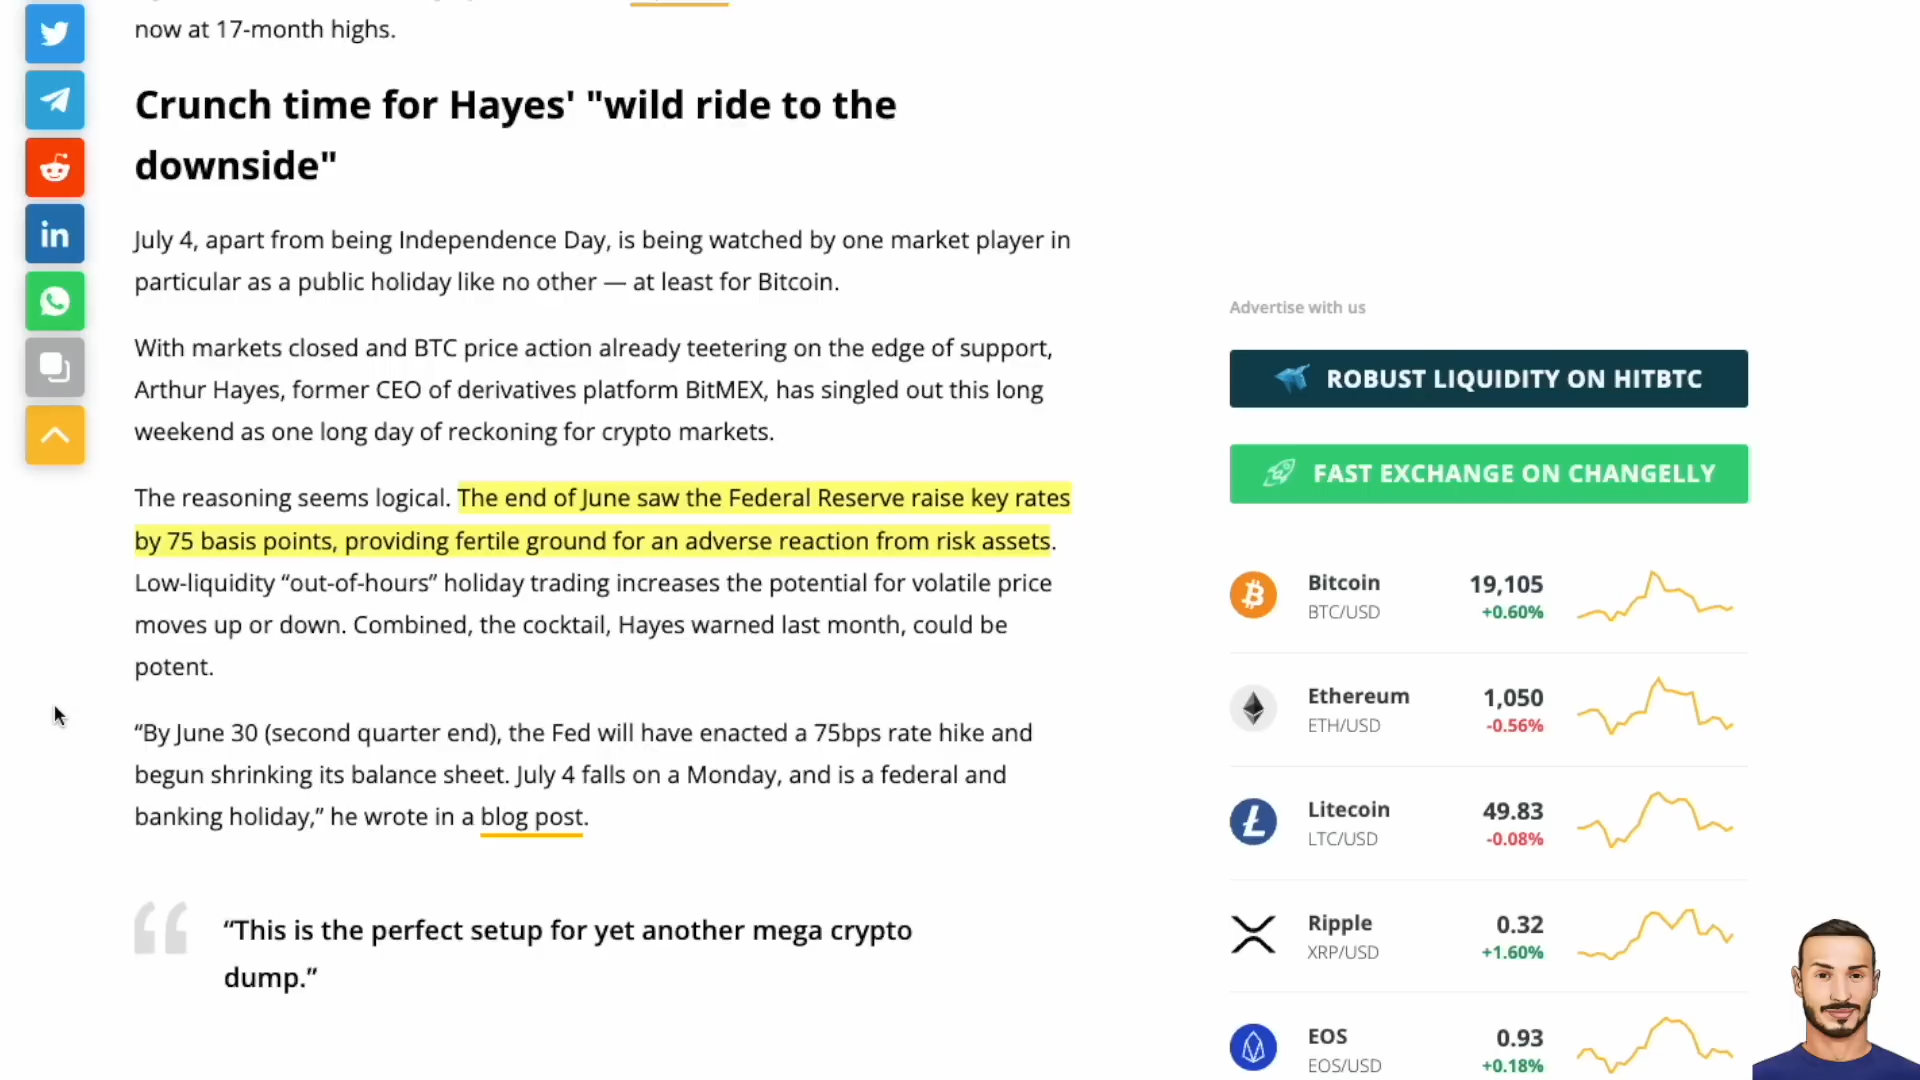 now at 17-month highs.
Crunch time for Hayes' "wild ride to the
downside"
July 4, apart from being Independence Day, is being watched by one market player in
particular as a public holiday like no other — at least for Bitcoin.
With markets closed and BTC price action already teetering on the edge of support,
Arthur Hayes, former CEO of derivatives platform BitMEX, has singled out this long
weekend as one long day of reckoning for crypto markets.
The reasoning seems logical. The end of June saw the Federal Reserve raise key rates
by 75 basis points, providing fertile ground for an adverse reaction from risk assets.
Low-liquidity “out-of-hours” holiday trading increases the potential for volatile price
moves up or down. Combined, the cocktail, Hayes warned last month, could be
potent.
“By June 30 (second quarter end), the Fed will have enacted a 75bps rate hike and
begun shrinking its balance sheet. July 4 falls on a Monday, and is a federal and
banking holiday,” he wrote in a blog post.
“This is the perfect setup for yet another mega crypto
dump.”
Advertise with us
ROBUST LIQUIDITY ON HITBTC
FAST EXCHANGE ON CHANGELLY
Bitcoin 19,105
BTC/USD +0.60%
Ethereum 1,050
ETH/USD -0.56%
Litecoin 49.83
LTC/USD -0.08%
Ripple 0.32
XRP/USD +1.60%
EOS 0.93
EOS/USD +0.18%